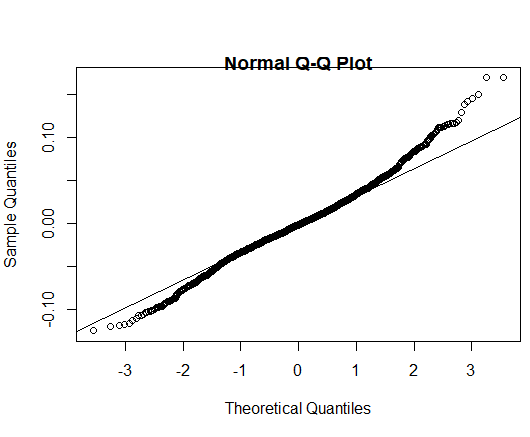 Normal Q-Q Plot
Sample Quantiles
0.10
0.00
-0.10
-3 -2 -1 0 1 2 3
Theoretical Quantiles